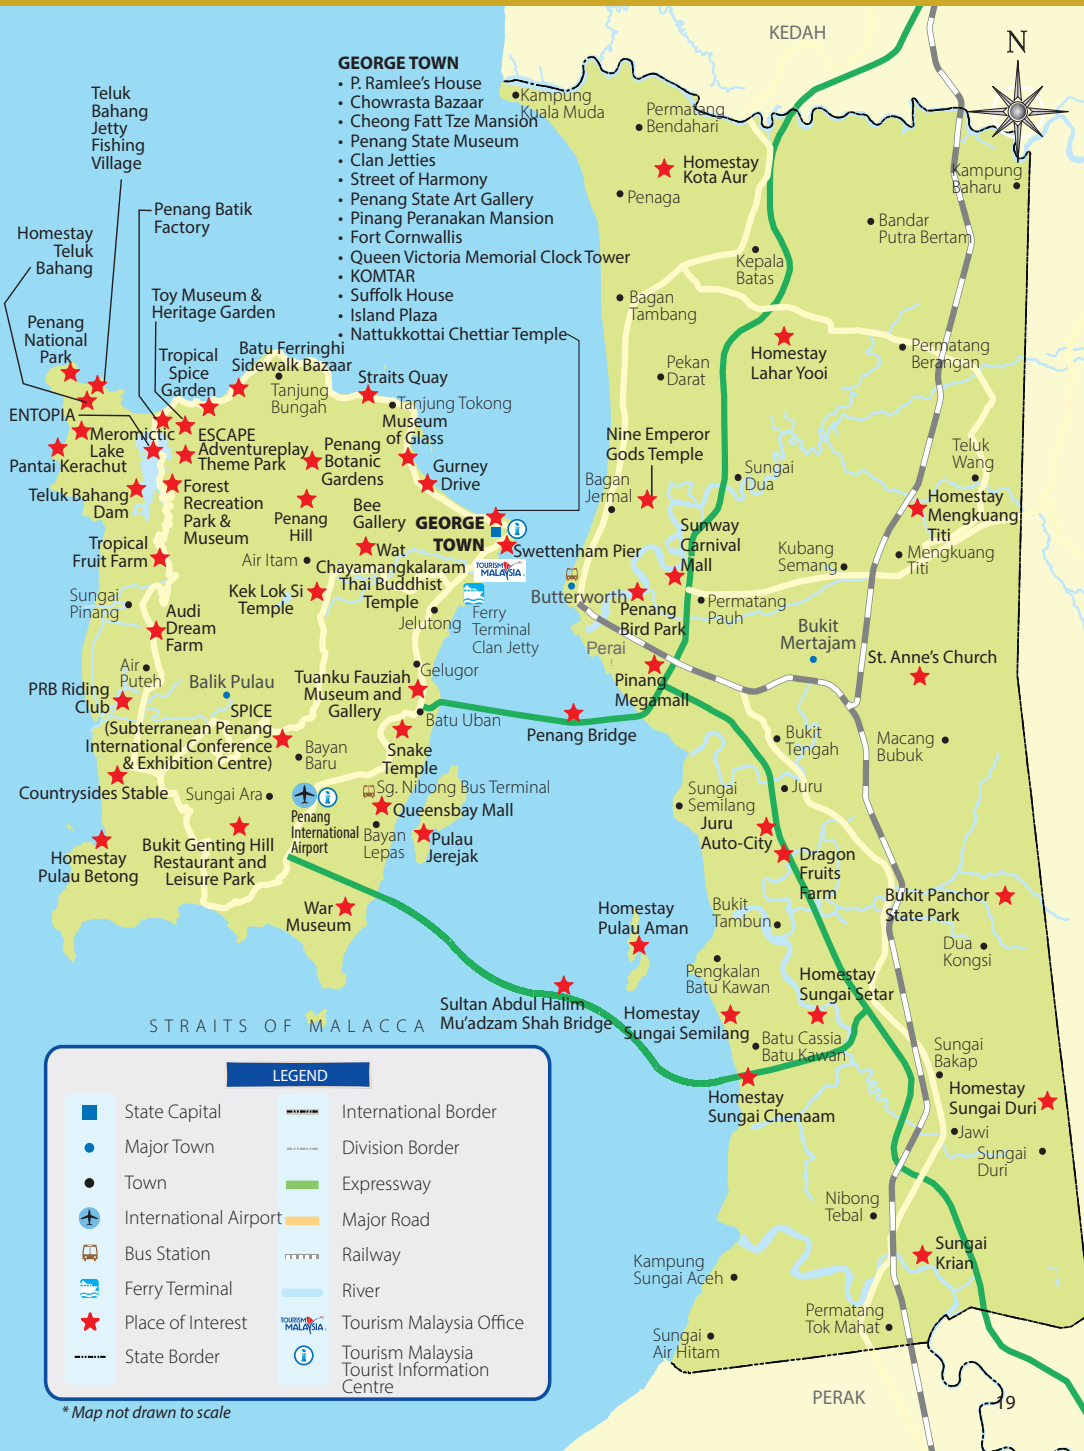 KEDAH
N
GEORGE TOWN
• P. Ramlee's House
• Chowrasta Bazaar
• Cheong Fatt Tze Mansion
• Penang State Museum
• Clan Jetties
• Street of Harmony
• Penang State Art Gallery
• Pinang Peranakan Mansion
• Fort Cornwallis
• Queen Victoria Memorial Clock Tower
• KOMTAR
• Suffolk House
• Island Plaza
• Nattukkottai Chettiar Temple
Teluk
Bahang
Jetty
Fishing
Village
Penang Batik
Factory
Homestay
Teluk
Bahang
Toy Museum &
Heritage Garden
Penang
National
Park
Tropical
Spice
Garden
Batu Ferringhi
Sidewalk Bazaar
Tanjung
Bungah
Straits Quay
Tanjung Tokong
Museum
of Glass
ENTOPIA
Meromictic
Lake
Pantai Kerachut
ESCAPE
Adventureplay
Theme Park
Penang
Botanic
Gardens
Gurney
Drive
Teluk Bahang
Dam
Forest
Recreation
Park &
Museum
Penang
Hill
Bee
Gallery
GEORGE
TOWN
Swettenham Pier
TOURISM
MALAYSIA
Tropical
Fruit Farm
Air Itam
Wat
Chayamangkalaram
Thai Buddhist
Temple
Kek Lok Si
Temple
Jelutong
Ferry
Terminal
Clan Jetty
Sungai
Pinang
Audi
Dream
Farm
Air
Puteh
Balik Pulau
Gelugor
Tuanku Fauziah
Museum and
Gallery
PRB Riding
Club
SPICE
(Subterranean Penang
International Conference
& Exhibition Centre)
Batu Uban
Bayan
Baru
Snake
Temple
Countrysides Stable
Sungai Ara
Sg. Nibong Bus Terminal
Queensbay Mall
Penang
International
Airport
Bayan
Lepas
Pulau
Jerejak
Homestay
Pulau Betong
Bukit Genting Hill
Restaurant and
Leisure Park
War
Museum
Kampung
Kuala Muda
Permatang
Bendahari
Homestay
Kota Aur
Penaga
Kampung
Baharu
Bandar
Putra Bertam
Kepala
Batas
Bagan
Tambang
Homestay
Lahar Yooi
Permatang
Berangan
Pekan
Darat
Nine Emperor
Gods Temple
Bagan
Jermal
Sungai
Dua
Teluk
Wang
Homestay
Mengkuang
Titi
Mengkuang
Titi
Sunway
Carnival
Mall
Kubang
Semang
Butterworth
Penang
Bird Park
Permatang
Pauh
Bukit
Mertajam
Perai
St. Anne's Church
Pinang
Megamall
Penang Bridge
Bukit
Tengah
Macang
Bubuk
Sungai
Semilang
Juru
Juru
Auto-City
Dragon
Fruits
Farm
Bukit Panchor
State Park
Homestay
Pulau Aman
Bukit
Tambun
Dua
Kongsi
Pengkalan
Batu Kawan
Homestay
Sungai Setar
Sultan Abdul Halim
Mu'adzam Shah Bridge
Homestay
Sungai Semilang
Batu Cassia
Batu Kawan
Sungai
Bakap
Homestay
Sungai Chenaam
Homestay
Sungai Duri
Jawi
Sungai
Duri
Nibong
Tebal
Sungai
Krian
Kampung
Sungai Aceh
Permatang
Tok Mahat
Sungai
Air Hitam
PERAK
STRAITS OF MALACCA
LEGEND
State Capital
Major Town
Town
International Airport
Bus Station
Ferry Terminal
Place of Interest
State Border
International Border
Division Border
Expressway
Major Road
Railway
River
TOURISM
MALAYSIA
Tourism Malaysia Office
Tourism Malaysia
Tourist Information
Centre
* Map not drawn to scale
19